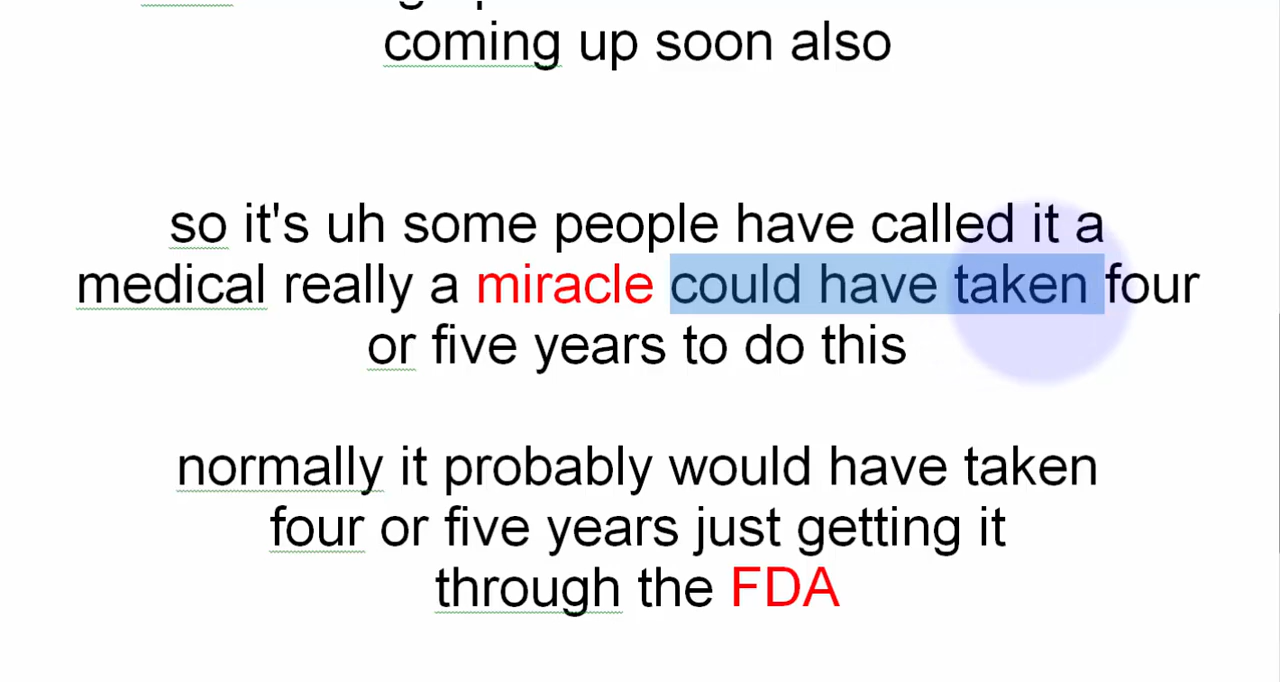 coming up soon also
so it's uh some people have called it a
medical really a miracle could have taken four
or five years to do this
normally it probably would have taken
four or five years just getting it
through the FDA